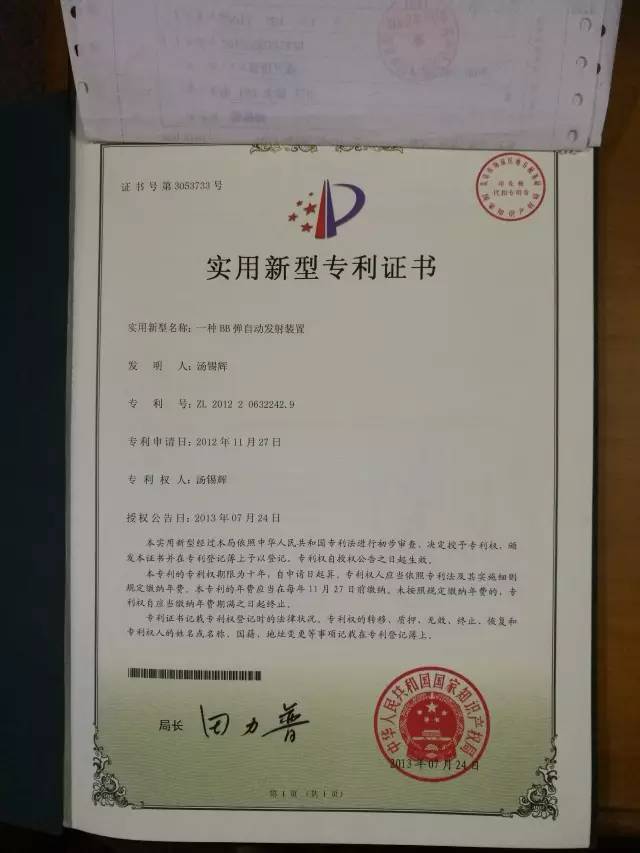 证书号第3053733号
实用新型专利证书
实用新型名称：一种BB弹自动发射装置
发 明 人：汤锡辉
专 利 号：ZL 2012 2 0632242.9
专利申请日：2012年11月27日
专 利 权 人：汤锡辉
授权公告日：2013年07月24日
本实用新型经过本局依照中华人民共和国专利法进行初步审查，决定授予专利权，颁
发本证书并在专利登记簿上予以登记。专利权自授权公告之日起生效。
本专利的专利权期限为十年，自申请日起算。专利权人应当依照专利法及其实施细则
规定缴纳年费。本专利的年费应当在每年11月27日前缴纳。未按照规定缴纳年费的，专
利权自应当缴纳年费期满之日起终止。
专利证书记载专利权登记时的法律状况。专利权的转移、质押、无效、终止、恢复和
专利权人的姓名或名称、国籍、地址变更等事项记载在专利登记簿上。
局长 田力普
中华人民共和国国家知识产权局
2013年07月24日
第1页（共1页）